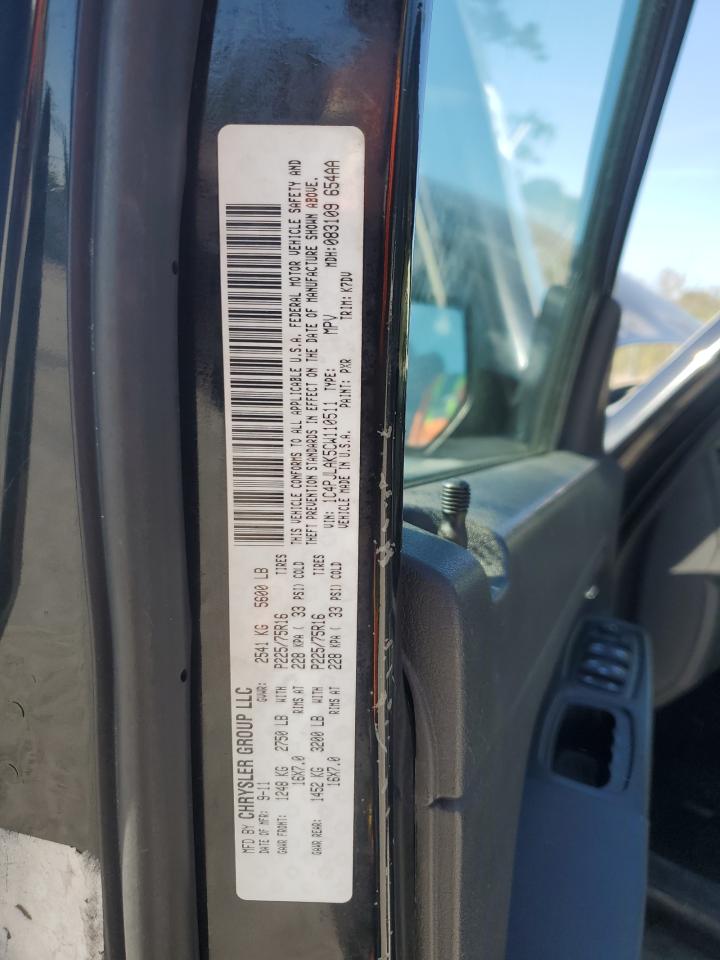 MFD BY CHRYSLER GROUP LLC
DATE OF MFR: 9-11 GVWR: 2541 KG 5600 LB
GAWR FRONT: 1248 KG 2750 LB WITH P225/75R16 TIRES
16X7.0 RIMS AT 228 KPA ( 33 PSI) COLD
GAWR REAR: 1452 KG 3200 LB WITH P225/75R16 TIRES
16X7.0 RIMS AT 228 KPA ( 33 PSI) COLD
THIS VEHICLE CONFORMS TO ALL APPLICABLE U.S.A. FEDERAL MOTOR VEHICLE SAFETY AND
THEFT PREVENTION STANDARDS IN EFFECT ON THE DATE OF MANUFACTURE SHOWN ABOVE.
VIN: 1C4PJLAK5CW110511 TYPE: MPV MDH:083109 654AA
VEHICLE MADE IN U.S.A. PAINT: PXR TRIM: K7DV